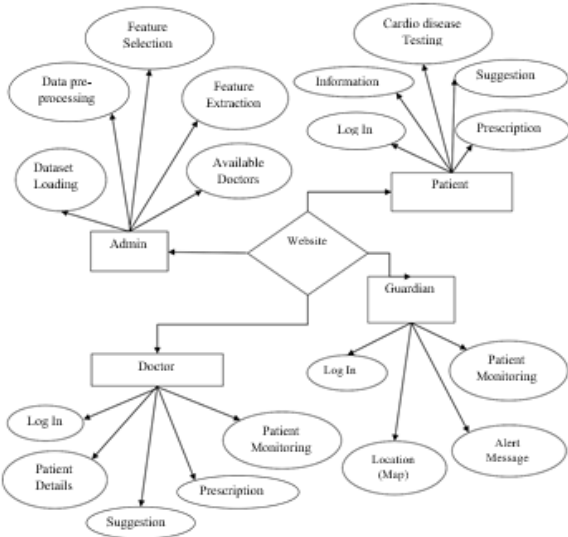 Feature
Selection
Data pre-
processing
Feature
Extraction
Dataset
Loading
Available
Doctors
Admin
Cardio disease
Testing
Information
Suggestion
Log In
Prescription
Patient
Website
Guardian
Log In
Patient
Monitoring
Location
(Map)
Alert
Message
Doctor
Log In
Patient
Monitoring
Patient
Details
Prescription
Suggestion